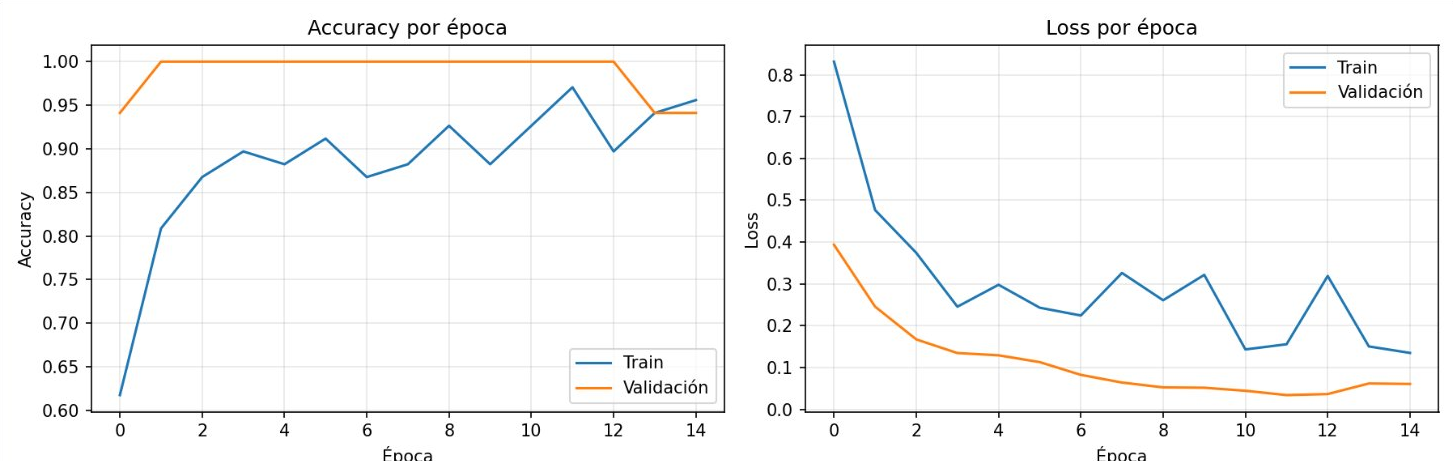 Accuracy por época
1.00
0.95
0.90
0.85
0.80
0.75
0.70
0.65
0.60
Accuracy
0 2 4 6 8 10 12 14
Época
Train
Validación
Loss por época
0.8
0.7
0.6
0.5
0.4
0.3
0.2
0.1
0.0
Loss
0 2 4 6 8 10 12 14
Época
Train
Validación